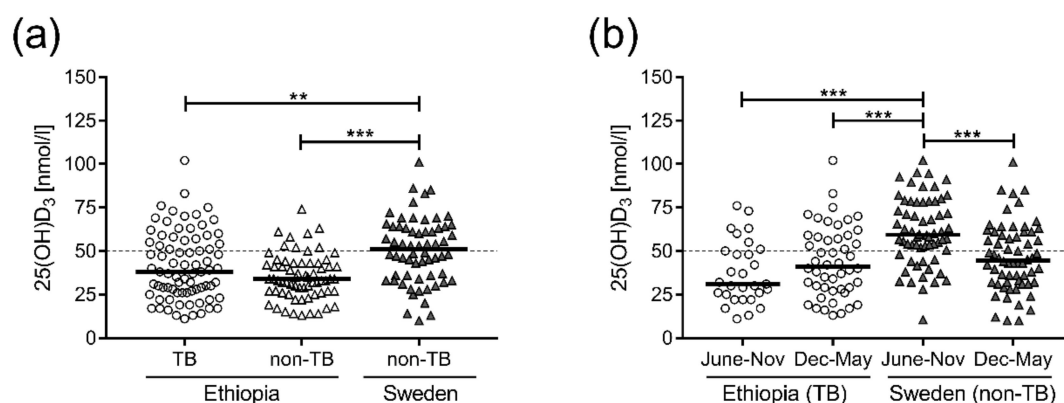 (a)
25(OH)D₃ [nmol/l]
150
125
100
75
50
25
0
**
***
TB non-TB non-TB
Ethiopia Sweden
(b)
25(OH)D₃ [nmol/l]
150
125
100
75
50
25
0
***
*** ***
June-Nov Dec-May June-Nov Dec-May
Ethiopia (TB) Sweden (non-TB)